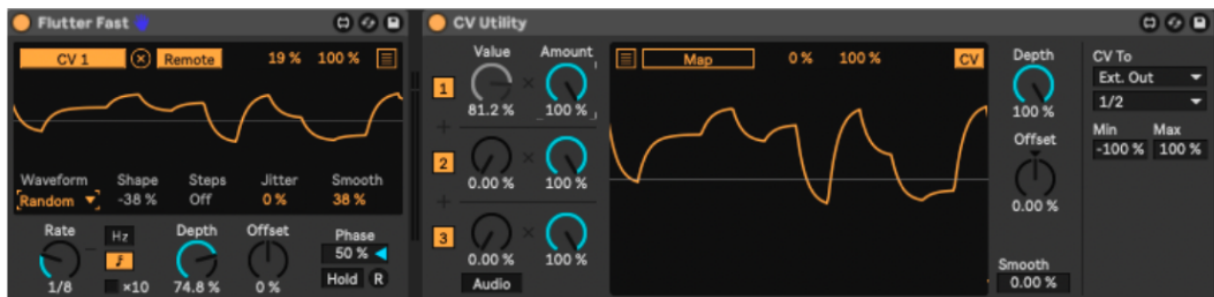 Flutter Fast
CV 1 Remote 19 % 100 %
Waveform Shape Steps Jitter Smooth
Random -38 % Off 0 % 38 %
Rate Hz Depth Offset Phase
50 %
1/8 ×10 74.8 % 0 % Hold R
CV Utility
Value Amount
1 × 81.2 % 100 %
+
2 × 0.00 % 100 %
+
3 × 0.00 % 100 %
Audio
Map 0 % 100 % CV
Depth
100 %
Offset
0.00 %
Smooth
0.00 %
CV To
Ext. Out
1/2
Min Max
-100 % 100 %